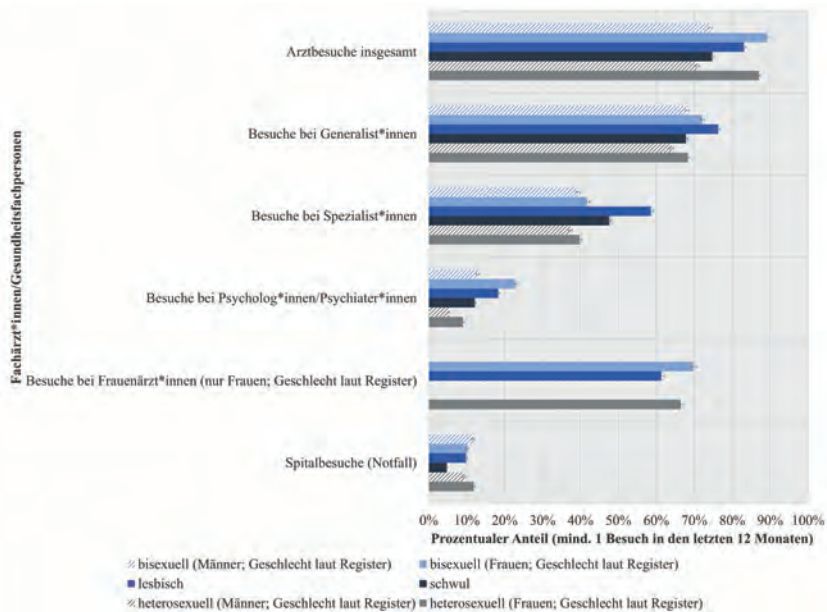 Fachärzt*innen/Gesundheitsfachpersonen
Arztbesuche insgesamt
Besuche bei Generalist*innen
Besuche bei Spezialist*innen
Besuche bei Psycholog*innen/Psychiater*innen
Besuche bei Frauenärzt*innen (nur Frauen; Geschlecht laut Register)
Spitalbesuche (Notfall)
0% 10% 20% 30% 40% 50% 60% 70% 80% 90% 100%
Prozentualer Anteil (mind. 1 Besuch in den letzten 12 Monaten)
bisexuell (Männer; Geschlecht laut Register) bisexuell (Frauen; Geschlecht laut Register)
lesbisch schwul
heterosexuell (Männer; Geschlecht laut Register) heterosexuell (Frauen; Geschlecht laut Register)